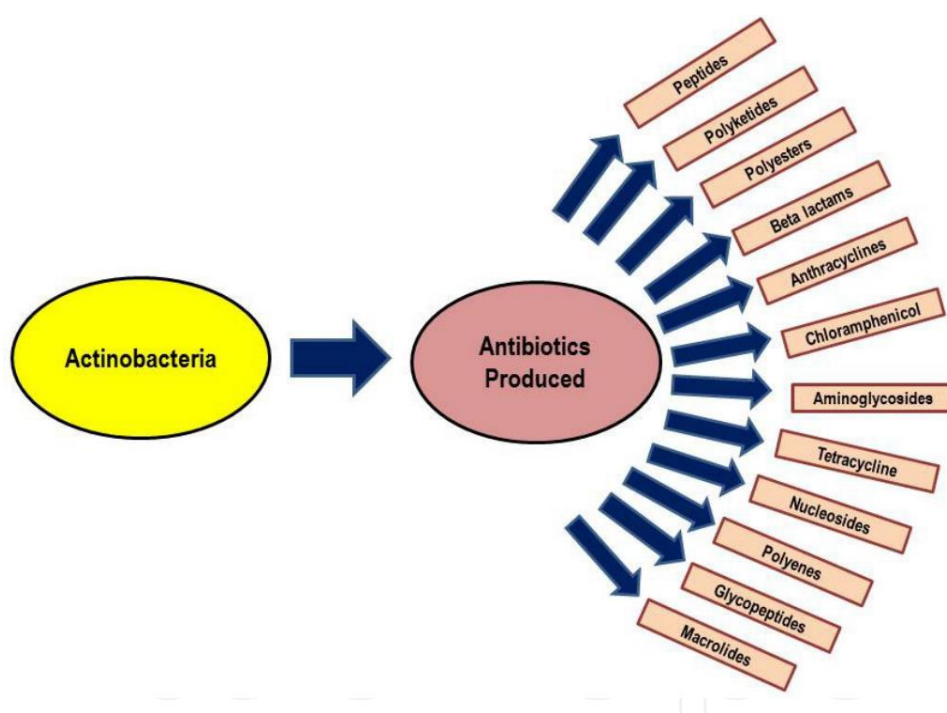 Peptides
Polyketides
Polyesters
Beta lactams
Anthracyclines
Chloramphenicol
Actinobacteria
Antibiotics
Produced
Aminoglycosides
Tetracycline
Nucleosides
Polyenes
Glycopeptides
Macrolides